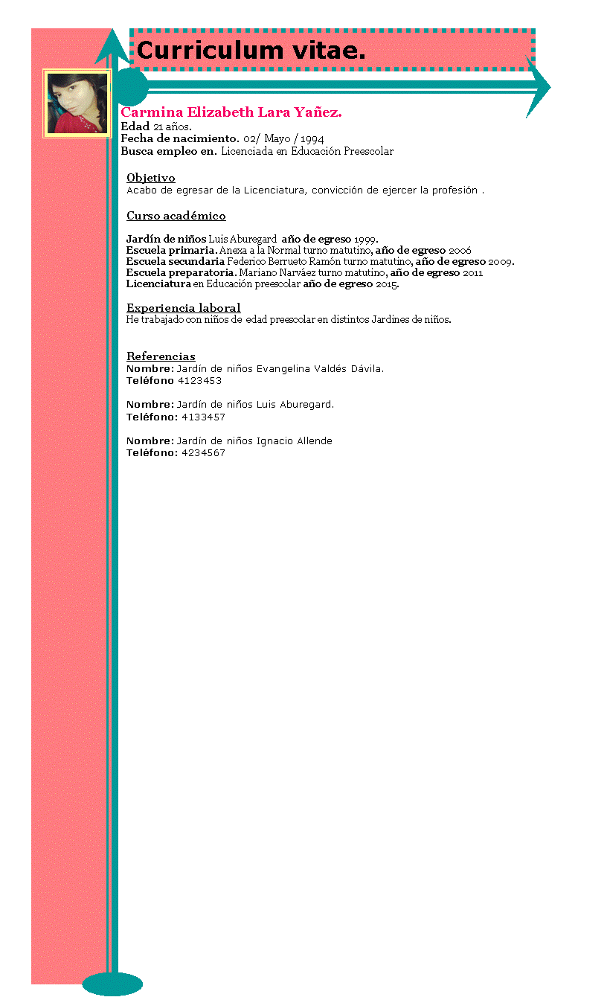 Curriculum vitae.
Carmina Elizabeth Lara Yañez.
Edad 21 años.
Fecha de nacimiento. 02/ Mayo / 1994
Busca empleo en. Licenciada en Educación Preescolar
Objetivo
Acabo de egresar de la Licenciatura, convicción de ejercer la profesión .
Curso académico
Jardín de niños Luis Aburegard año de egreso 1999.
Escuela primaria. Anexa a la Normal turno matutino, año de egreso 2006
Escuela secundaria Federico Berrueto Ramón turno matutino, año de egreso 2009.
Escuela preparatoria. Mariano Narváez turno matutino, año de egreso 2011
Licenciatura en Educación preescolar año de egreso 2015.
Experiencia laboral
He trabajado con niños de edad preescolar en distintos Jardines de niños.
Referencias
Nombre: Jardín de niños Evangelina Valdés Dávila.
Teléfono 4123453
Nombre: Jardín de niños Luis Aburegard.
Teléfono: 4133457
Nombre: Jardín de niños Ignacio Allende
Teléfono: 4234567